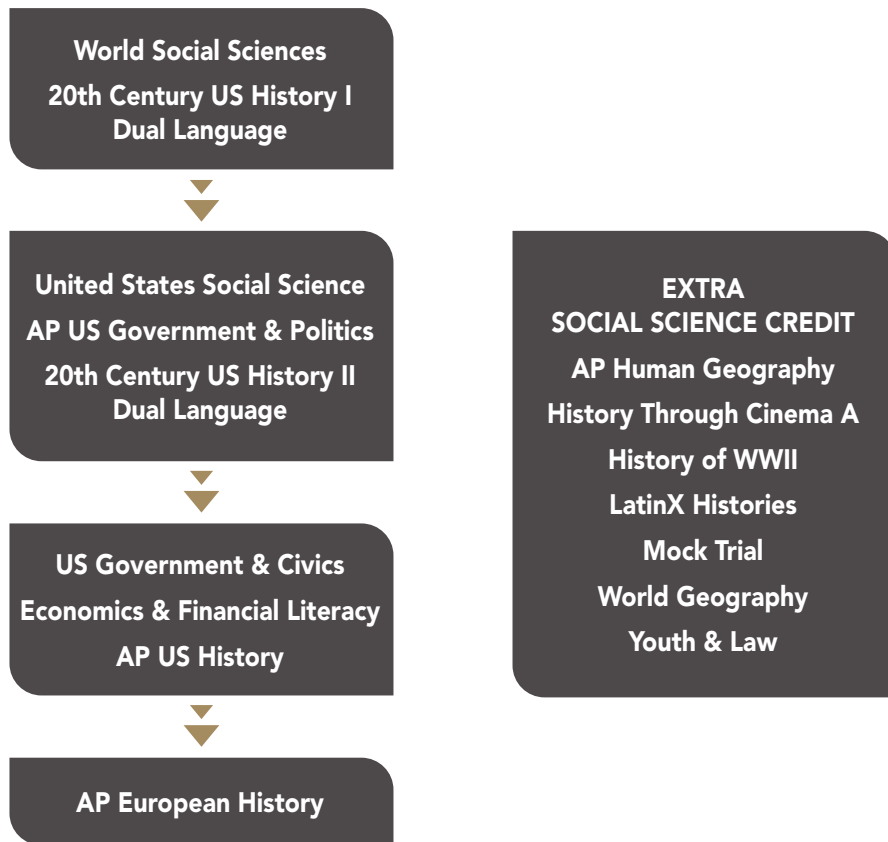 World Social Sciences
20th Century US History I
Dual Language
United States Social Science
AP US Government & Politics
20th Century US History II
Dual Language
US Government & Civics
Economics & Financial Literacy
AP US History
AP European History
EXTRA
SOCIAL SCIENCE CREDIT
AP Human Geography
History Through Cinema A
History of WWII
LatinX Histories
Mock Trial
World Geography
Youth & Law